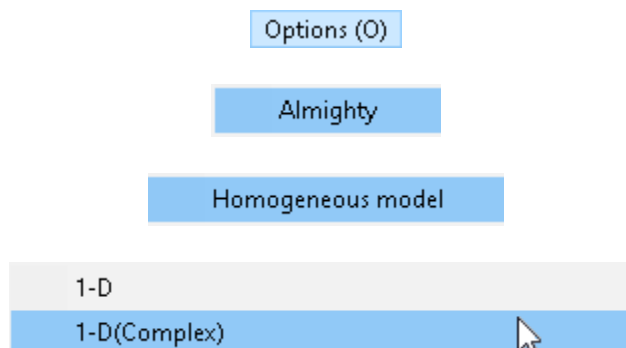 Options (O)
Almighty
Homogeneous model
1-D
1-D(Complex)